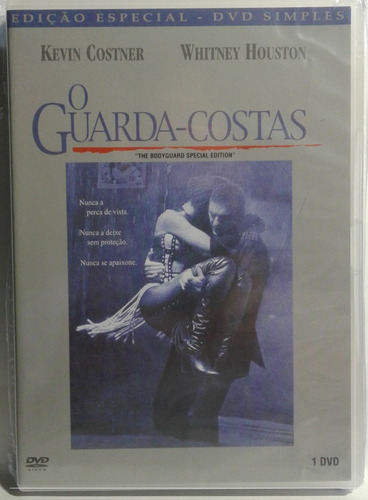 EDIÇÃO ESPECIAL - DVD SIMPLES
KEVIN COSTNER WHITNEY HOUSTON
O
GUARDA-COSTAS
"THE BODYGUARD SPECIAL EDITION"
Nunca a
perca de vista.
Nunca a deixe
sem proteção.
Nunca se apaixone.
DVD
VIDEO
1 DVD